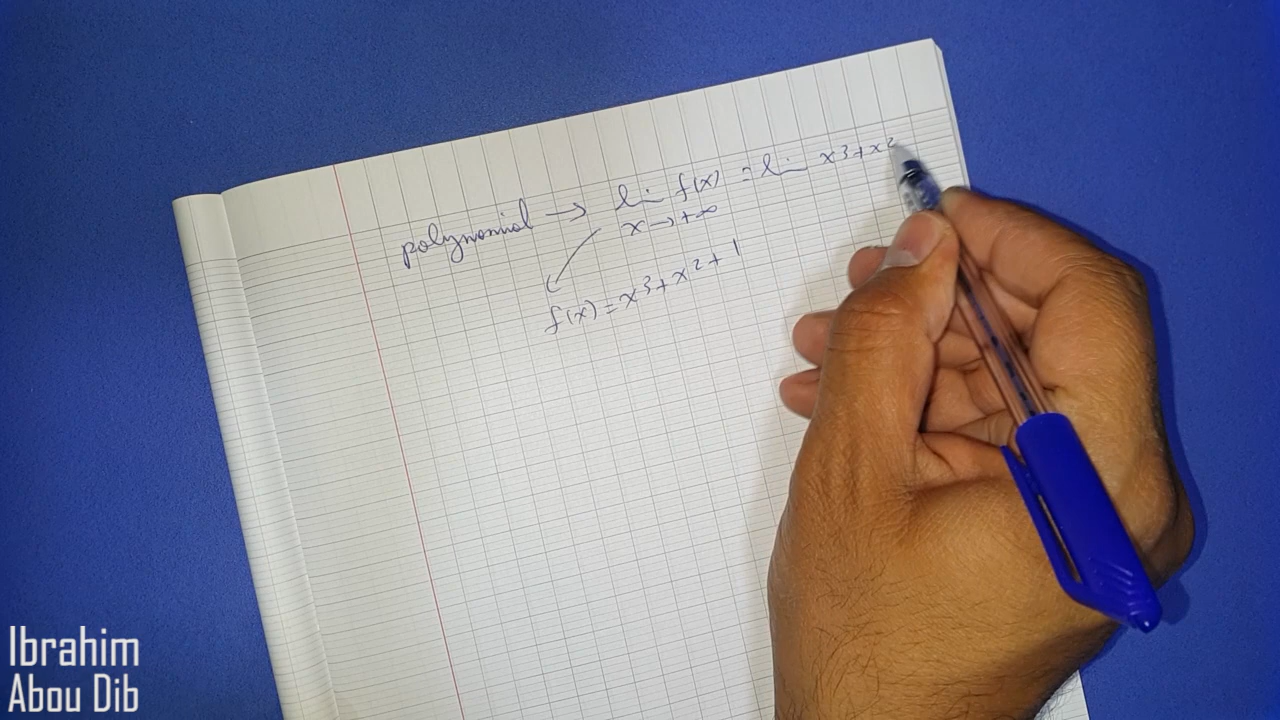 polynomial → lim f(x) = lim x³+x²
x→+∞
f(x) = x³+x²+1
Ibrahim
Abou Dib